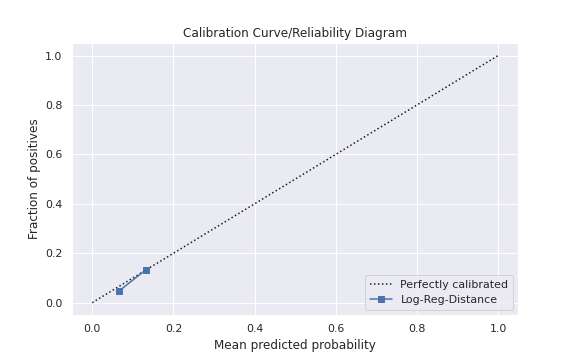 Calibration Curve/Reliability Diagram
1.0
0.8
0.6
0.4
0.2
0.0
Fraction of positives
0.0 0.2 0.4 0.6 0.8 1.0
Mean predicted probability
Perfectly calibrated
Log-Reg-Distance